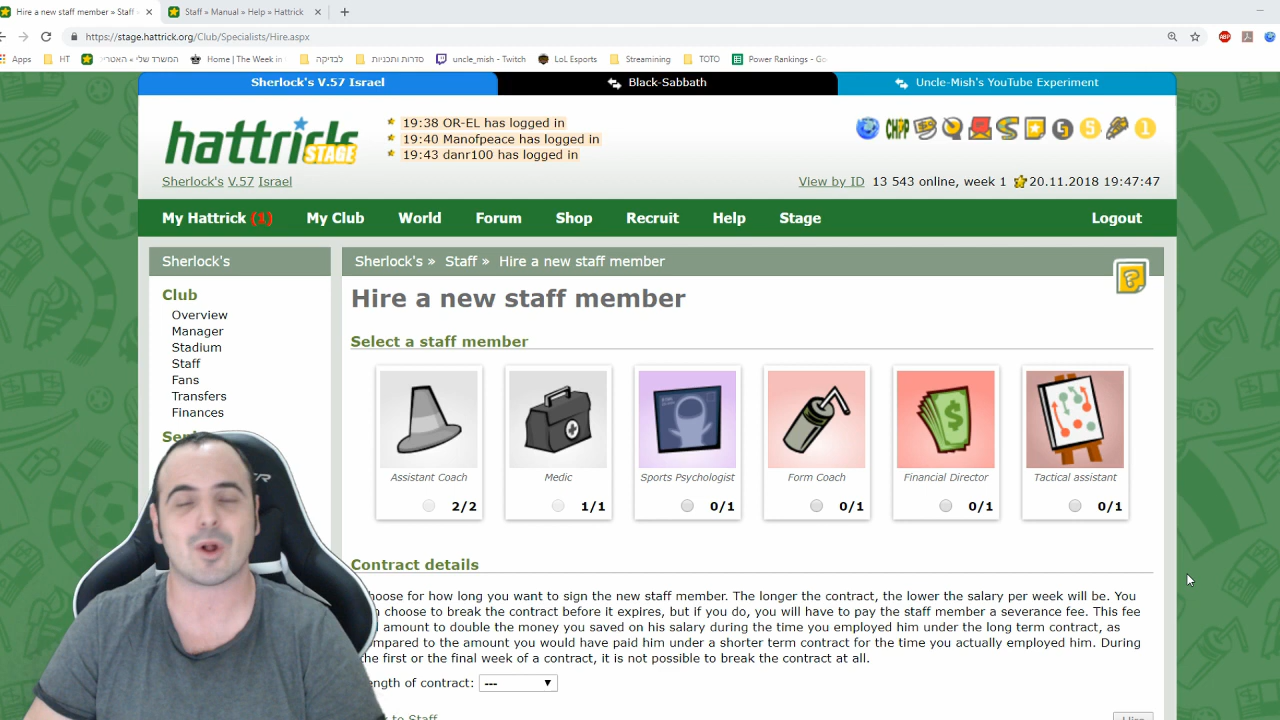 Hire a new staff member » Staff
Staff » Manual » Help » Hattrick
https://stage.hattrick.org/Club/Specialists/Hire.aspx
Apps
HT
המשרד שלי » האטריק
Home | The Week in
לבדיקה
סדרות ותכניות
uncle_mish - Twitch
LoL Esports
Streamining
TOTO
Power Rankings - Go
Sherlock's V.57 Israel
Black-Sabbath
Uncle-Mish's YouTube Experiment
hattrick
STAGE
19:38 OR-EL has logged in
19:40 Manofpeace has logged in
19:43 danr100 has logged in
CHPP
Sherlock's V.57 Israel
View by ID 13 543 online, week 1 20.11.2018 19:47:47
My Hattrick (1)
My Club
World
Forum
Shop
Recruit
Help
Stage
Logout
Sherlock's
Sherlock's » Staff » Hire a new staff member
Club
Overview
Manager
Stadium
Staff
Fans
Transfers
Finances
Hire a new staff member
Select a staff member
Assistant Coach
2/2
Medic
1/1
Sports Psychologist
0/1
Form Coach
0/1
Financial Director
0/1
Tactical assistant
0/1
Contract details
hoose for how long you want to sign the new staff member. The longer the contract, the lower the salary per week will be. You
choose to break the contract before it expires, but if you do, you will have to pay the staff member a severance fee. This fee
amount to double the money you saved on his salary during the time you employed him under the long term contract, as
mpared to the amount you would have paid him under a shorter term contract for the time you actually employed him. During
he first or the final week of a contract, it is not possible to break the contract at all.
ength of contract: ---
to Staff
Hire